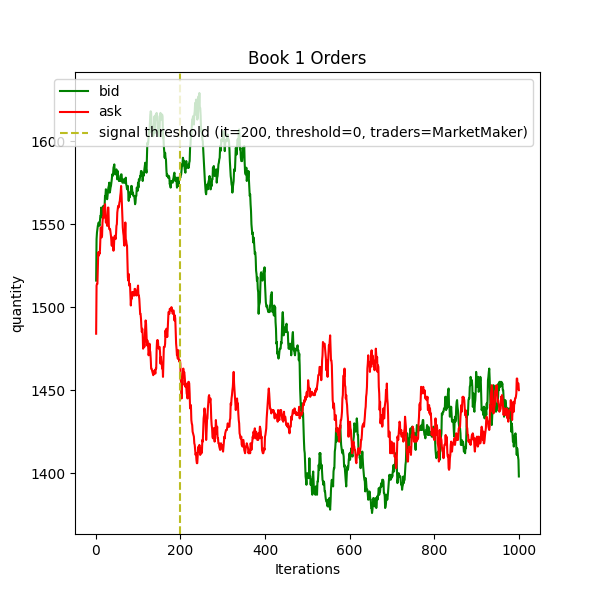 Book 1 Orders
bid
ask
signal threshold (it=200, threshold=0, traders=MarketMaker)
1600
1550
1500
1450
1400
quantity
0 200 400 600 800 1000
Iterations